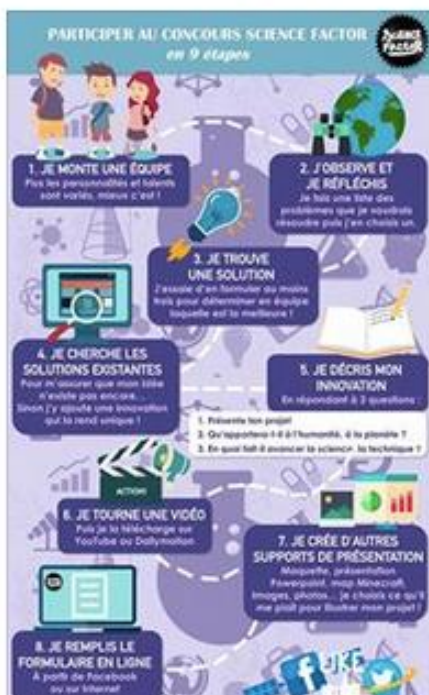 PARTICIPER AU CONCOURS SCIENCE FACTOR
en 9 étapes
Science
Factor
1. JE MONTE UNE ÉQUIPE
Plus les personnalités et talents
sont variés, mieux c'est !
2. J'OBSERVE ET
JE RÉFLÉCHIS
Je fais une liste des
problèmes que je voudrais
résoudre puis j'en choisis un.
3. JE TROUVE
UNE SOLUTION
J'essaie d'en formuler au moins
trois pour déterminer en équipe
laquelle est la meilleure !
4. JE CHERCHE LES
SOLUTIONS EXISTANTES
Pour m'assurer que mon idée
n'existe pas encore...
Sinon j'y ajoute une innovation
qui la rend unique !
5. JE DÉCRIS MON
INNOVATION
En répondant à 3 questions :
1. Présente ton projet
2. Qu'apportera-t-il à l'humanité, à la planète ?
3. En quoi fait-il avancer la science, la technique ?
ACTION!
6. JE TOURNE UNE VIDÉO
Puis je la télécharge sur
YouTube ou Dailymotion
7. JE CRÉE D'AUTRES
SUPPORTS DE PRÉSENTATION
Maquette, présentation
Powerpoint, map Minecraft,
images, photos... je choisis ce qu'il
me plaît pour illustrer mon projet !
8. JE REMPLIS LE
FORMULAIRE EN LIGNE
À partir de Facebook
ou sur Internet
LIKE